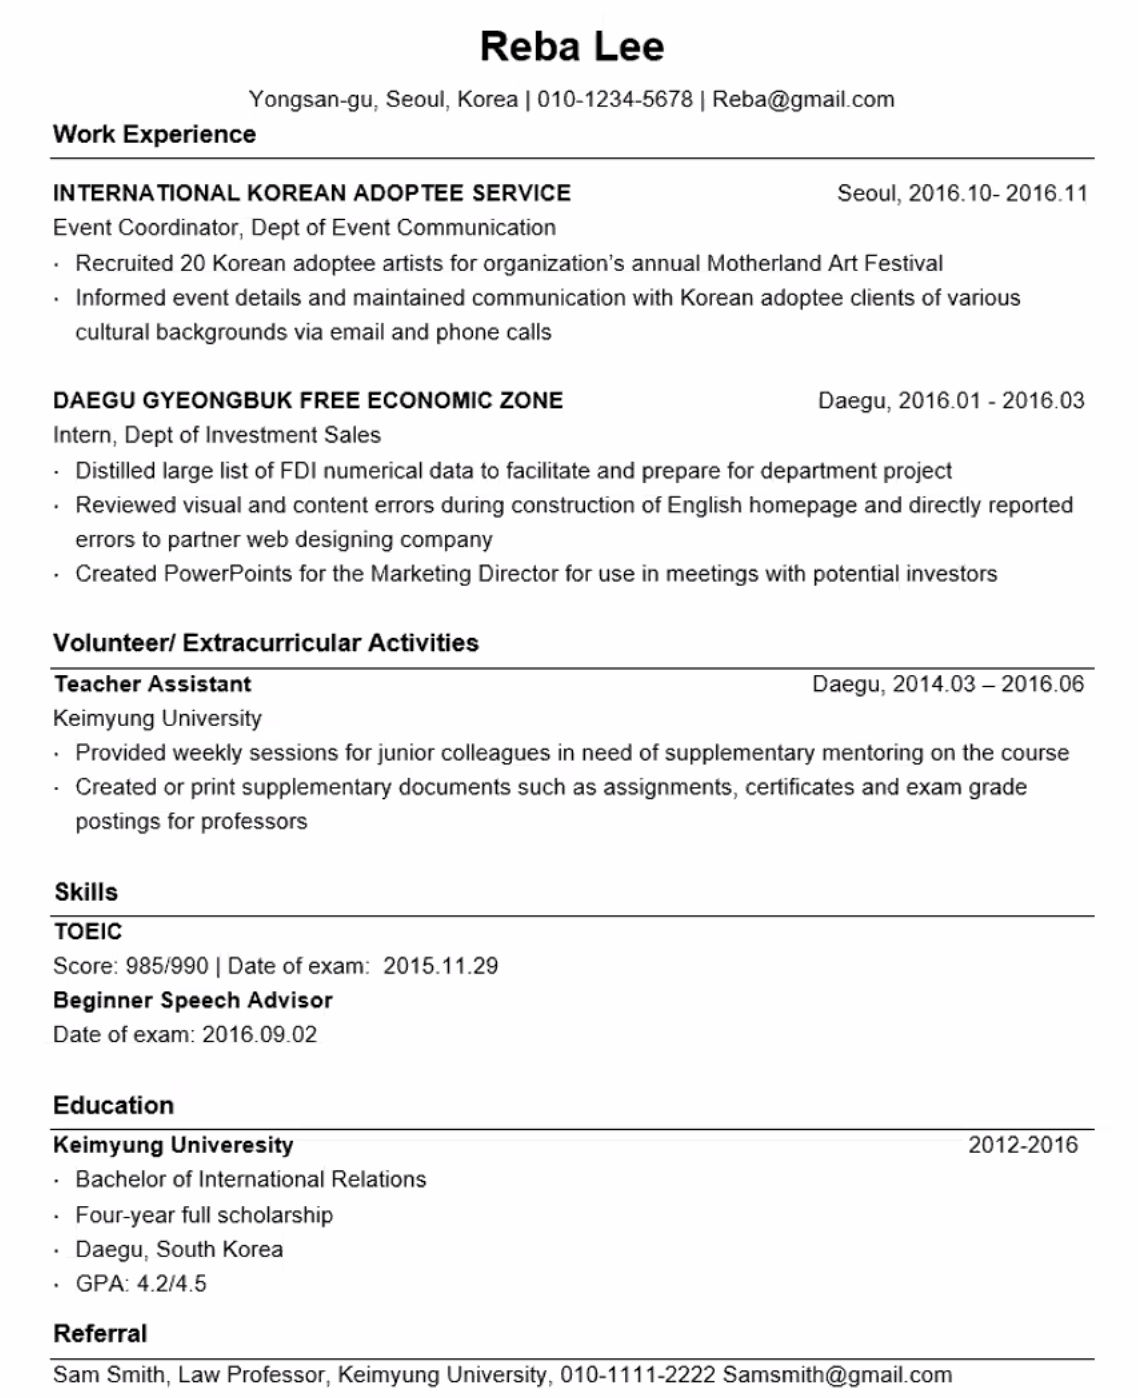 Reba Lee
Yongsan-gu, Seoul, Korea | 010-1234-5678 | Reba@gmail.com
Work Experience
INTERNATIONAL KOREAN ADOPTEE SERVICE Seoul, 2016.10- 2016.11
Event Coordinator, Dept of Event Communication
· Recruited 20 Korean adoptee artists for organization’s annual Motherland Art Festival
· Informed event details and maintained communication with Korean adoptee clients of various
cultural backgrounds via email and phone calls
DAEGU GYEONGBUK FREE ECONOMIC ZONE Daegu, 2016.01 - 2016.03
Intern, Dept of Investment Sales
· Distilled large list of FDI numerical data to facilitate and prepare for department project
· Reviewed visual and content errors during construction of English homepage and directly reported
errors to partner web designing company
· Created PowerPoints for the Marketing Director for use in meetings with potential investors
Volunteer/ Extracurricular Activities
Teacher Assistant Daegu, 2014.03 – 2016.06
Keimyung University
· Provided weekly sessions for junior colleagues in need of supplementary mentoring on the course
· Created or print supplementary documents such as assignments, certificates and exam grade
postings for professors
Skills
TOEIC
Score: 985/990 | Date of exam:  2015.11.29
Beginner Speech Advisor
Date of exam: 2016.09.02
Education
Keimyung Univeresity 2012-2016
· Bachelor of International Relations
· Four-year full scholarship
· Daegu, South Korea
· GPA: 4.2/4.5
Referral
Sam Smith, Law Professor, Keimyung University, 010-1111-2222 Samsmith@gmail.com